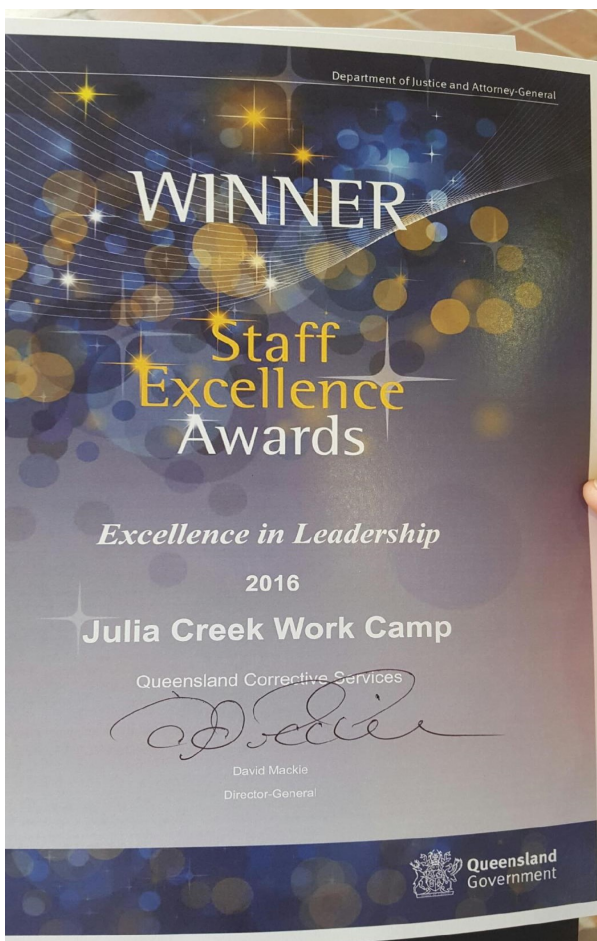 Department of Justice and Attorney-General
WINNER
Staff
Excellence
Awards
Excellence in Leadership
2016
Julia Creek Work Camp
Queensland Corrective Services
David Mackie
Director-General
Queensland
Government